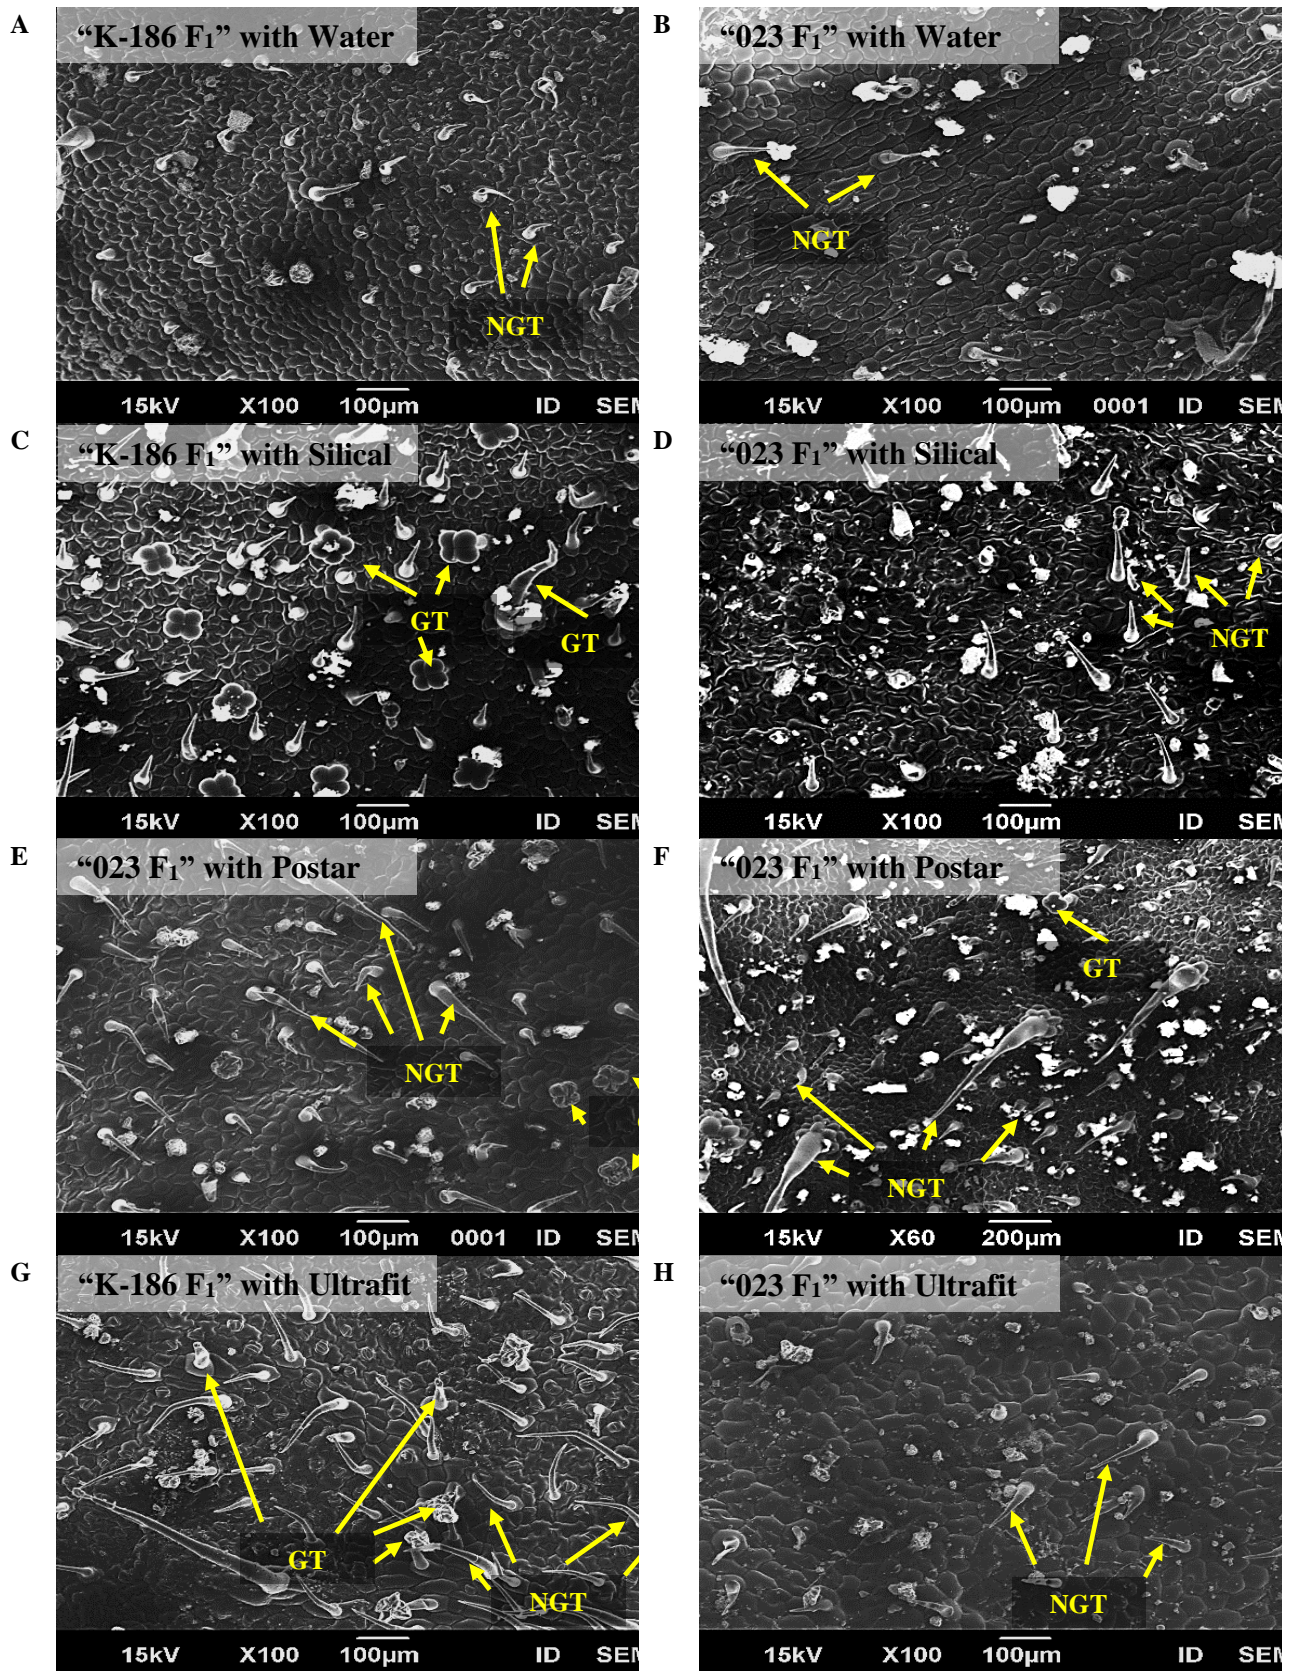 A
“K-186 F₁” with Water
NGT
15kV X100 100µm ID SEM
B
“023 F₁” with Water
NGT
15kV X100 100µm 0001 ID SEM
C
“K-186 F₁” with Silical
GT
GT
15kV X100 100µm ID SEM
D
“023 F₁” with Silical
NGT
15kV X100 100µm ID SEM
E
“023 F₁” with Postar
NGT
15kV X100 100µm 0001 ID SEM
F
“023 F₁” with Postar
GT
NGT
15kV X60 200µm ID SEM
G
“K-186 F₁” with Ultrafit
GT
NGT
15kV X100 100µm ID SEM
H
“023 F₁” with Ultrafit
NGT
15kV X100 100µm ID SEM